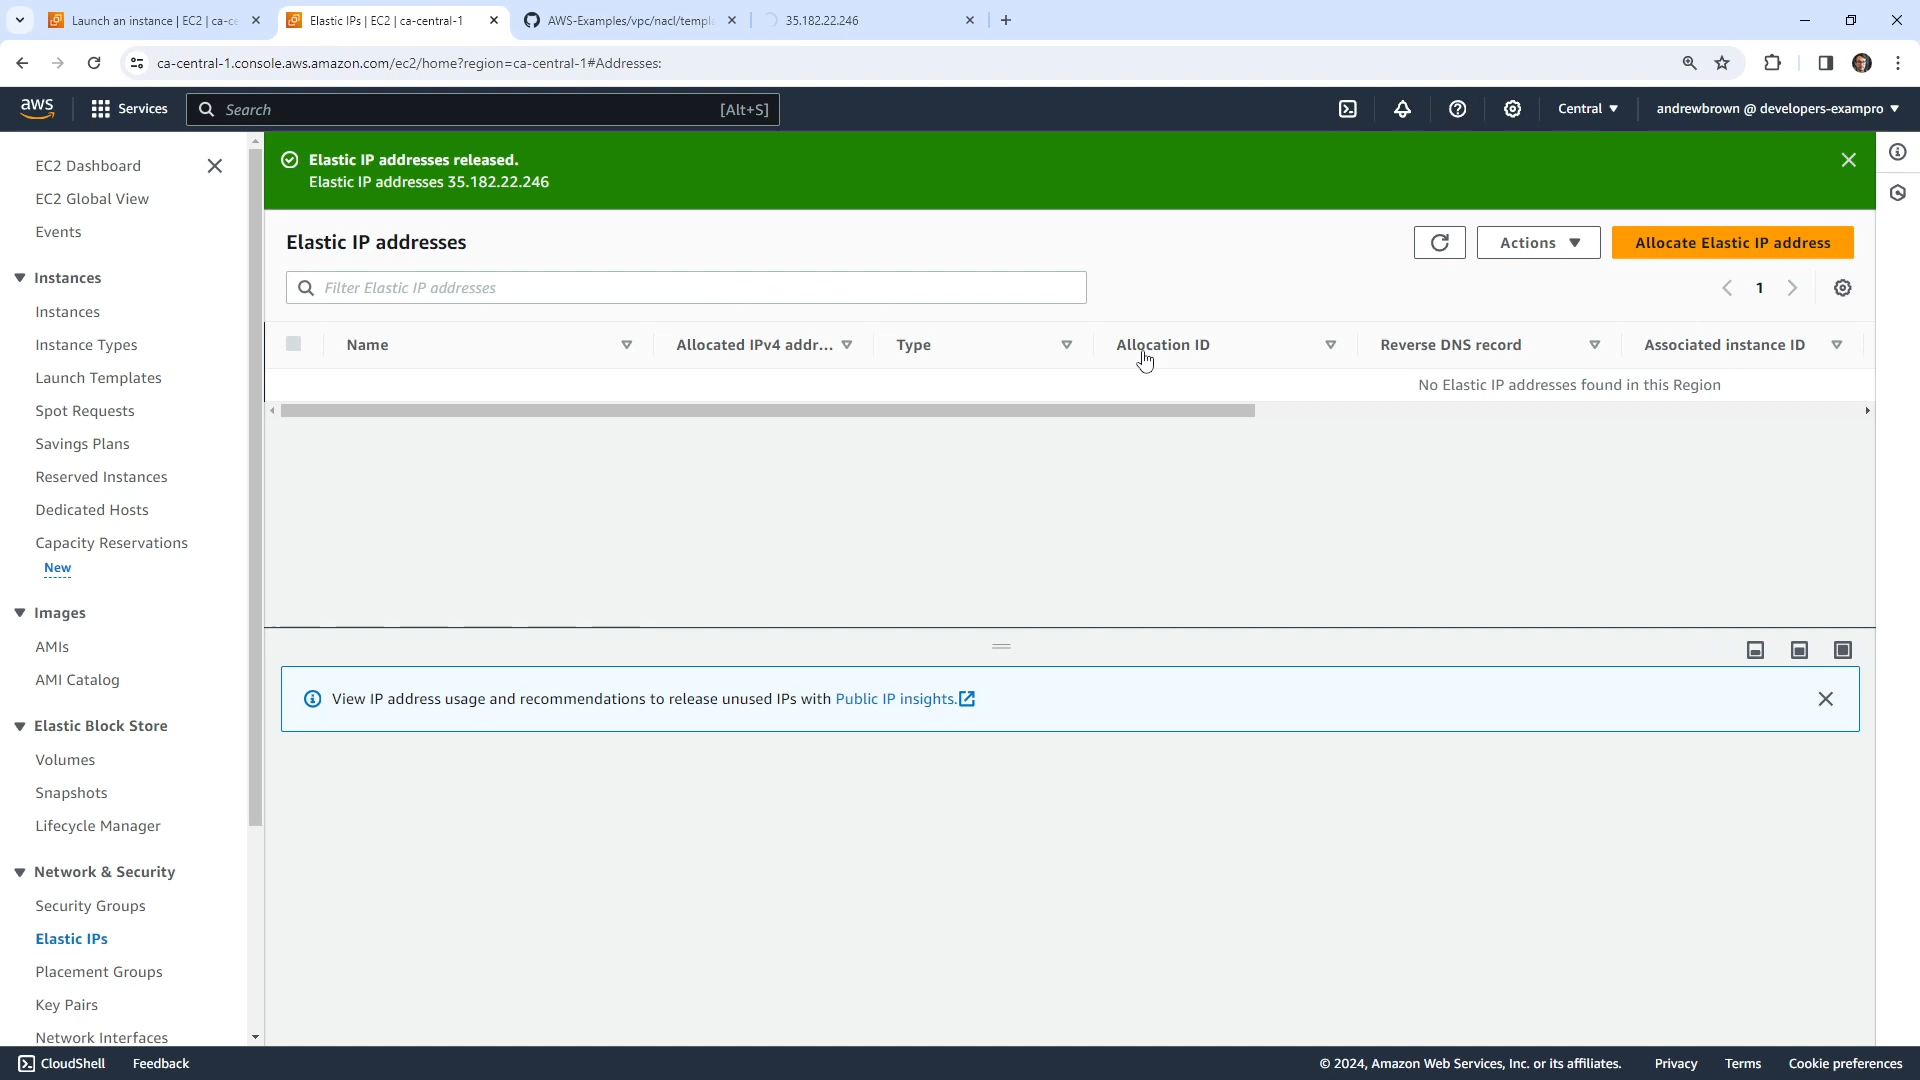 Launch an instance | EC2 | ca-ce
Elastic IPs | EC2 | ca-central-1
AWS-Examples/vpc/nacl/templa
35.182.22.246
ca-central-1.console.aws.amazon.com/ec2/home?region=ca-central-1#Addresses:
aws
Services
Search
[Alt+S]
Central
andrewbrown @ developers-exampro
EC2 Dashboard
EC2 Global View
Events
Instances
Instances
Instance Types
Launch Templates
Spot Requests
Savings Plans
Reserved Instances
Dedicated Hosts
Capacity Reservations
New
Images
AMIs
AMI Catalog
Elastic Block Store
Volumes
Snapshots
Lifecycle Manager
Network & Security
Security Groups
Elastic IPs
Placement Groups
Key Pairs
Network Interfaces
Elastic IP addresses released.
Elastic IP addresses 35.182.22.246
Elastic IP addresses
Actions
Allocate Elastic IP address
Filter Elastic IP addresses
1
Name
Allocated IPv4 addr...
Type
Allocation ID
Reverse DNS record
Associated instance ID
No Elastic IP addresses found in this Region
View IP address usage and recommendations to release unused IPs with Public IP insights.
CloudShell
Feedback
© 2024, Amazon Web Services, Inc. or its affiliates.
Privacy
Terms
Cookie preferences